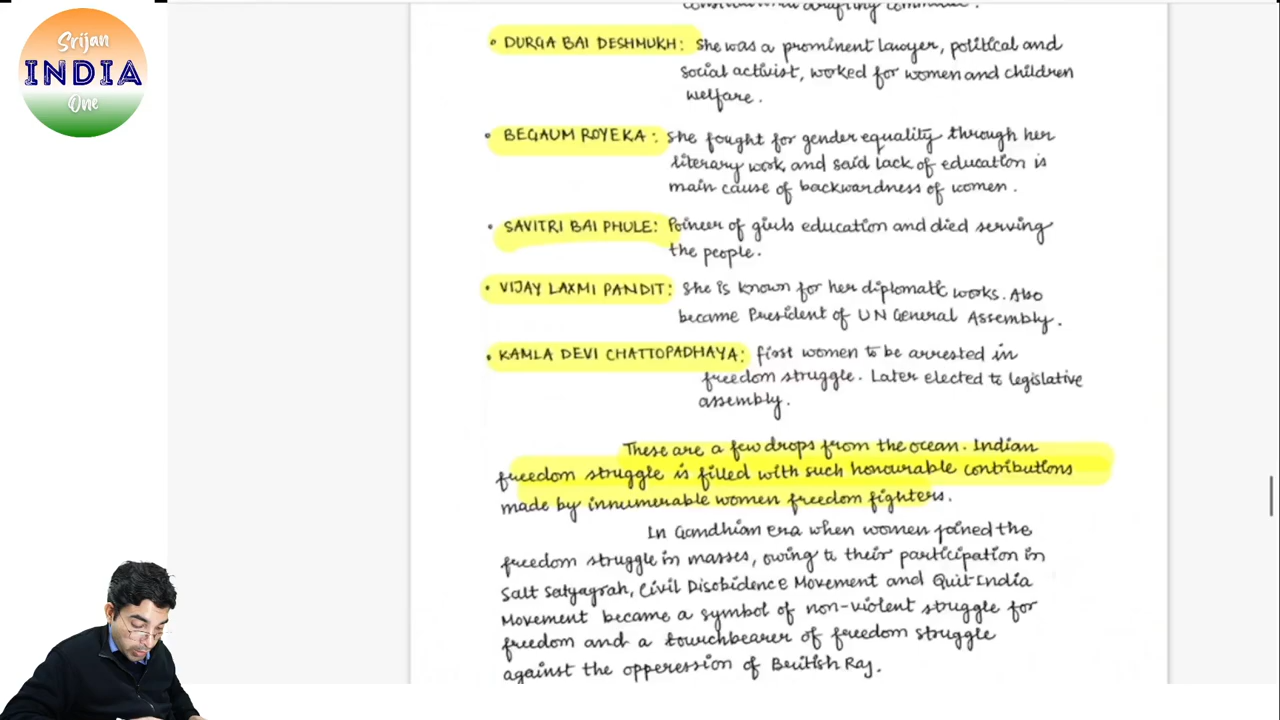 Srijan
INDIA
One
constitutional drafting committee.
• DURGA BAI DESHMUKH: She was a prominent lawyer, political and
social activist, worked for women and children
welfare.
• BEGAUM ROYEKA: She fought for gender equality through her
literary work and said lack of education is
main cause of backwardness of women.
• SAVITRI BAI PHULE: Poineer of girls education and died serving
the people.
• VIJAY LAXMI PANDIT: She is known for her diplomatic works. Also
became President of UN General Assembly.
• KAMLA DEVI CHATTOPADHAYA: first women to be arrested in
freedom struggle. Later elected to legislative
assembly.
These are a few drops from the ocean. Indian
freedom struggle is filled with such honourable contributions
made by innumerable women freedom fighters.
In Gandhian era when women joined the
freedom struggle in masses, owing to their participation in
Salt Satyagrah, Civil Disobidence Movement and Quit India
Movement became a symbol of non-violent struggle for
freedom and a tourchbearer of freedom struggle
against the opperession of British Raj.